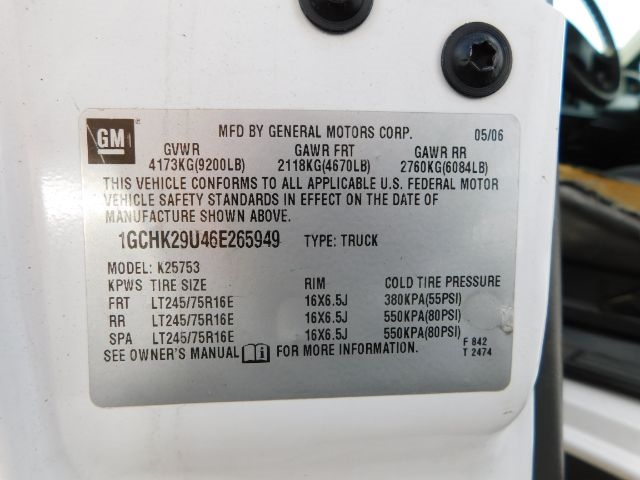 GM
MFD BY GENERAL MOTORS CORP. 05/06
GVWR GAWR FRT GAWR RR
4173KG(9200LB) 2118KG(4670LB) 2760KG(6084LB)
THIS VEHICLE CONFORMS TO ALL APPLICABLE U.S. FEDERAL MOTOR
VEHICLE SAFETY STANDARDS IN EFFECT ON THE DATE OF
MANUFACTURE SHOWN ABOVE.
1GCHK29U46E265949 TYPE: TRUCK
MODEL: K25753
KPWS TIRE SIZE RIM COLD TIRE PRESSURE
FRT LT245/75R16E 16X6.5J 380KPA(55PSI)
RR LT245/75R16E 16X6.5J 550KPA(80PSI)
SPA LT245/75R16E 16X6.5J 550KPA(80PSI)
SEE OWNER'S MANUAL i FOR MORE INFORMATION.
F 842
T 2474